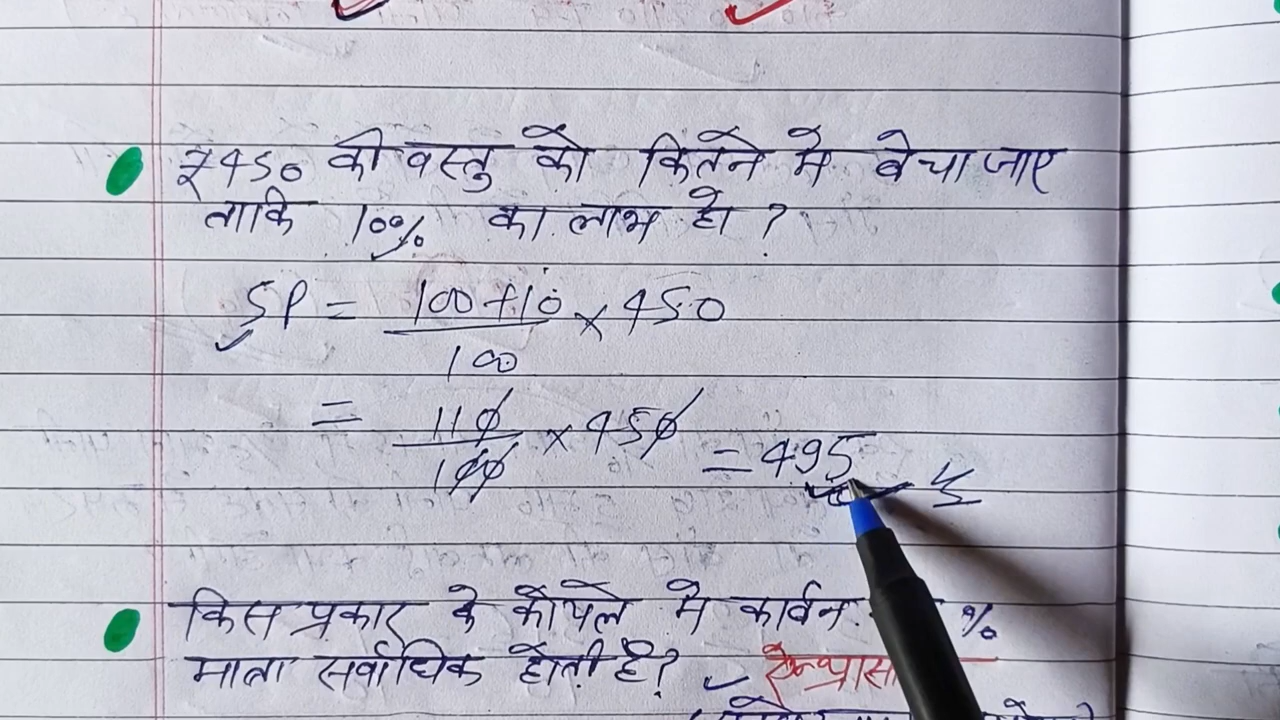 ₹450 की वस्तु को कितने में बेचा जाए
ताकि 10% का लाभ हो ?
SP = 100+10 × 450
100
= 110 × 450 = 495
100
किस प्रकार के कोयले में कार्बन %
मात्रा सर्वाधिक होती है?